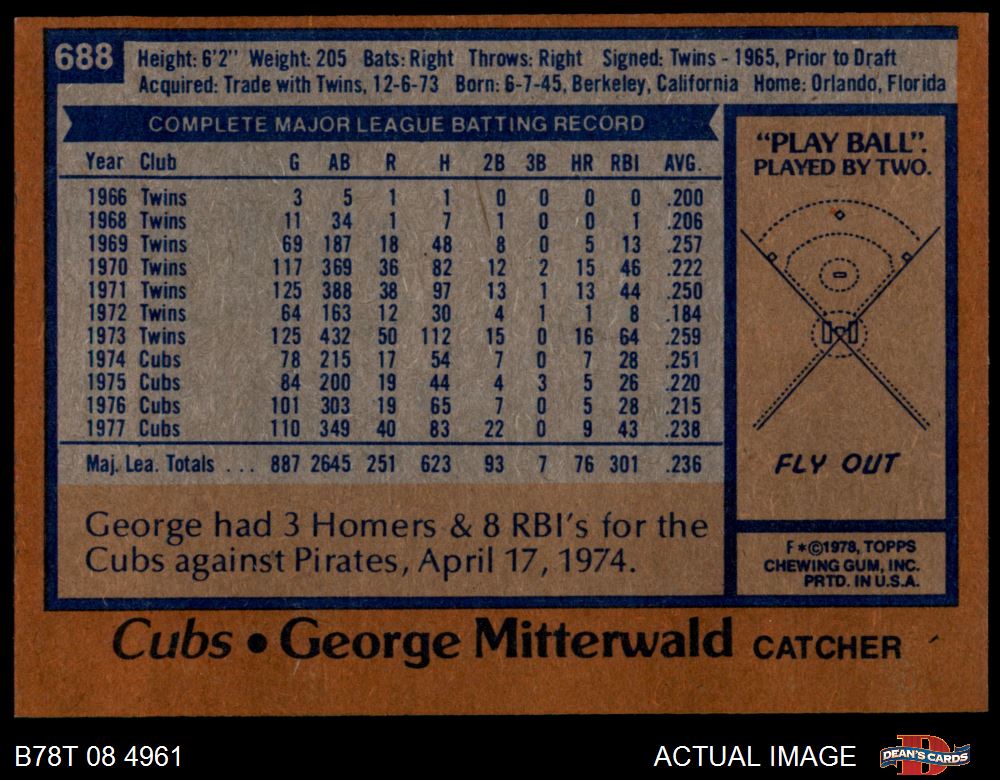 688
Height: 6'2" Weight: 205 Bats: Right Throws: Right Signed: Twins - 1965, Prior to Draft
Acquired: Trade with Twins, 12-6-73 Born: 6-7-45, Berkeley, California Home: Orlando, Florida
COMPLETE MAJOR LEAGUE BATTING RECORD
Year Club G AB R H 2B 3B HR RBI AVG.
1966 Twins 3 5 1 1 0 0 0 0 .200
1968 Twins 11 34 1 7 1 0 0 1 .206
1969 Twins 69 187 18 48 8 0 5 13 .257
1970 Twins 117 369 36 82 12 2 15 46 .222
1971 Twins 125 388 38 97 13 1 13 44 .250
1972 Twins 64 163 12 30 4 1 1 8 .184
1973 Twins 125 432 50 112 15 0 16 64 .259
1974 Cubs 78 215 17 54 7 0 7 28 .251
1975 Cubs 84 200 19 44 4 3 5 26 .220
1976 Cubs 101 303 19 65 7 0 5 28 .215
1977 Cubs 110 349 40 83 22 0 9 43 .238
Maj. Lea. Totals . . . 887 2645 251 623 93 7 76 301 .236
George had 3 Homers & 8 RBI's for the
Cubs against Pirates, April 17, 1974.
"PLAY BALL".
PLAYED BY TWO.
FLY OUT
F*©1978, TOPPS
CHEWING GUM, INC.
PRTD. IN U.S.A.
Cubs • George Mitterwald CATCHER
B78T 08 4961
ACTUAL IMAGE
DEAN'S CARDS